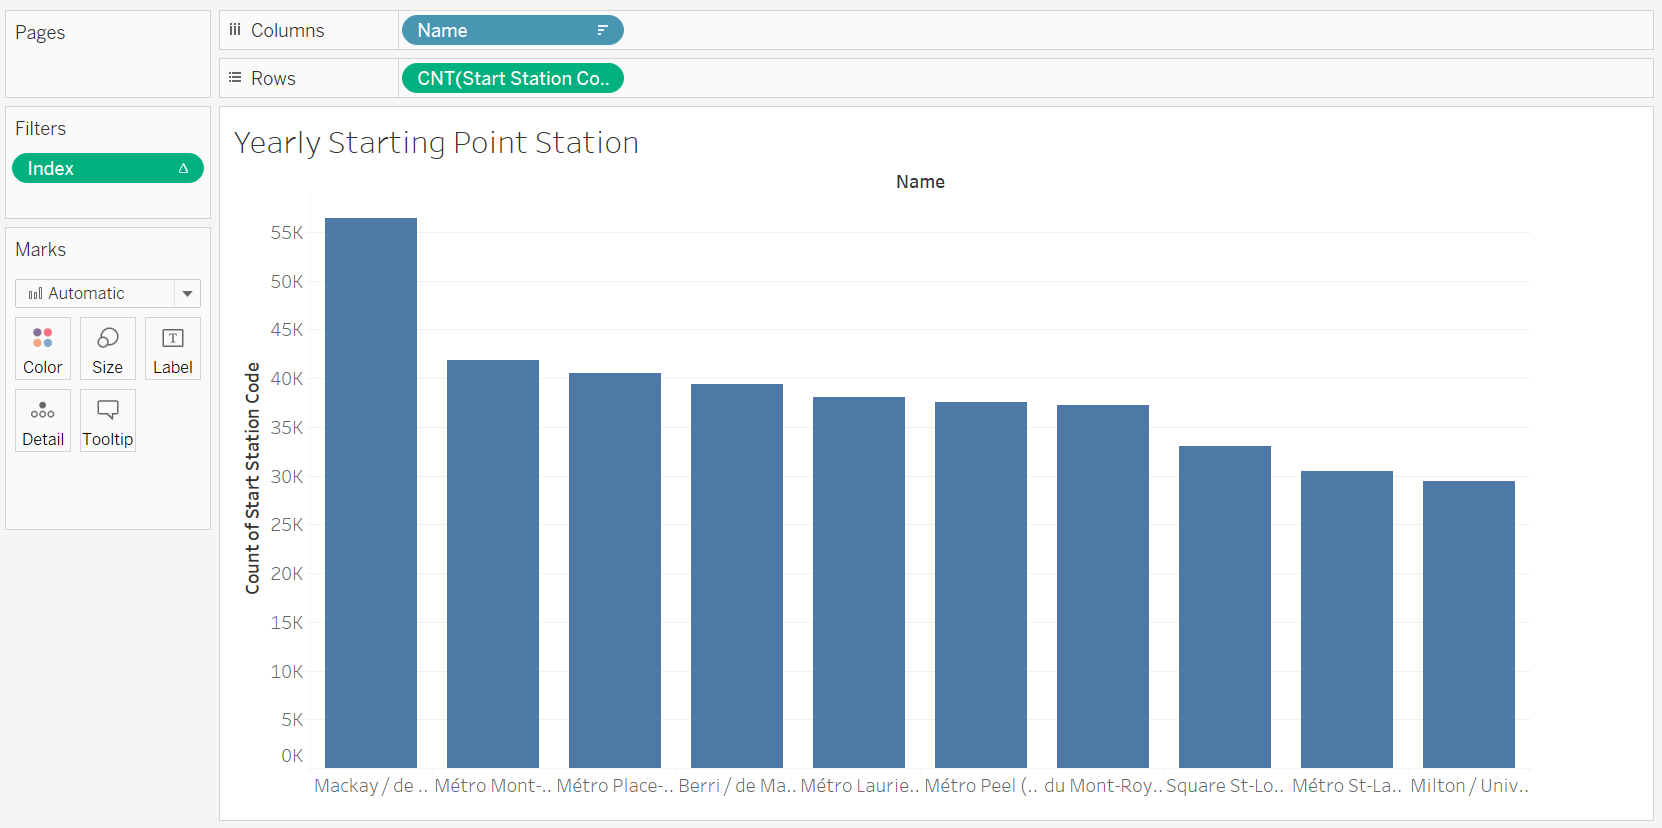 Pages
Filters
Index
Marks
Automatic
Color
Size
Label
Detail
Tooltip
Columns
Name
Rows
CNT(Start Station Co..
Yearly Starting Point Station
Name
Count of Start Station Code
55K
50K
45K
40K
35K
30K
25K
20K
15K
10K
5K
0K
Mackay / de .. Métro Mont-.. Métro Place-.. Berri / de Ma.. Métro Laurie.. Métro Peel (.. du Mont-Roy.. Square St-Lo.. Métro St-La.. Milton / Univ..